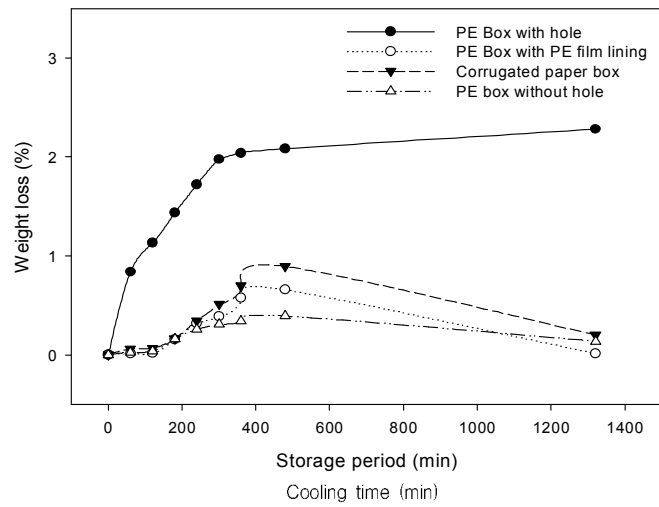 PE Box with hole
PE Box with PE film lining
Corrugated paper box
PE box without hole
3
2
1
0
Weight loss (%)
0 200 400 600 800 1000 1200 1400
Storage period (min)
Cooling time (min)